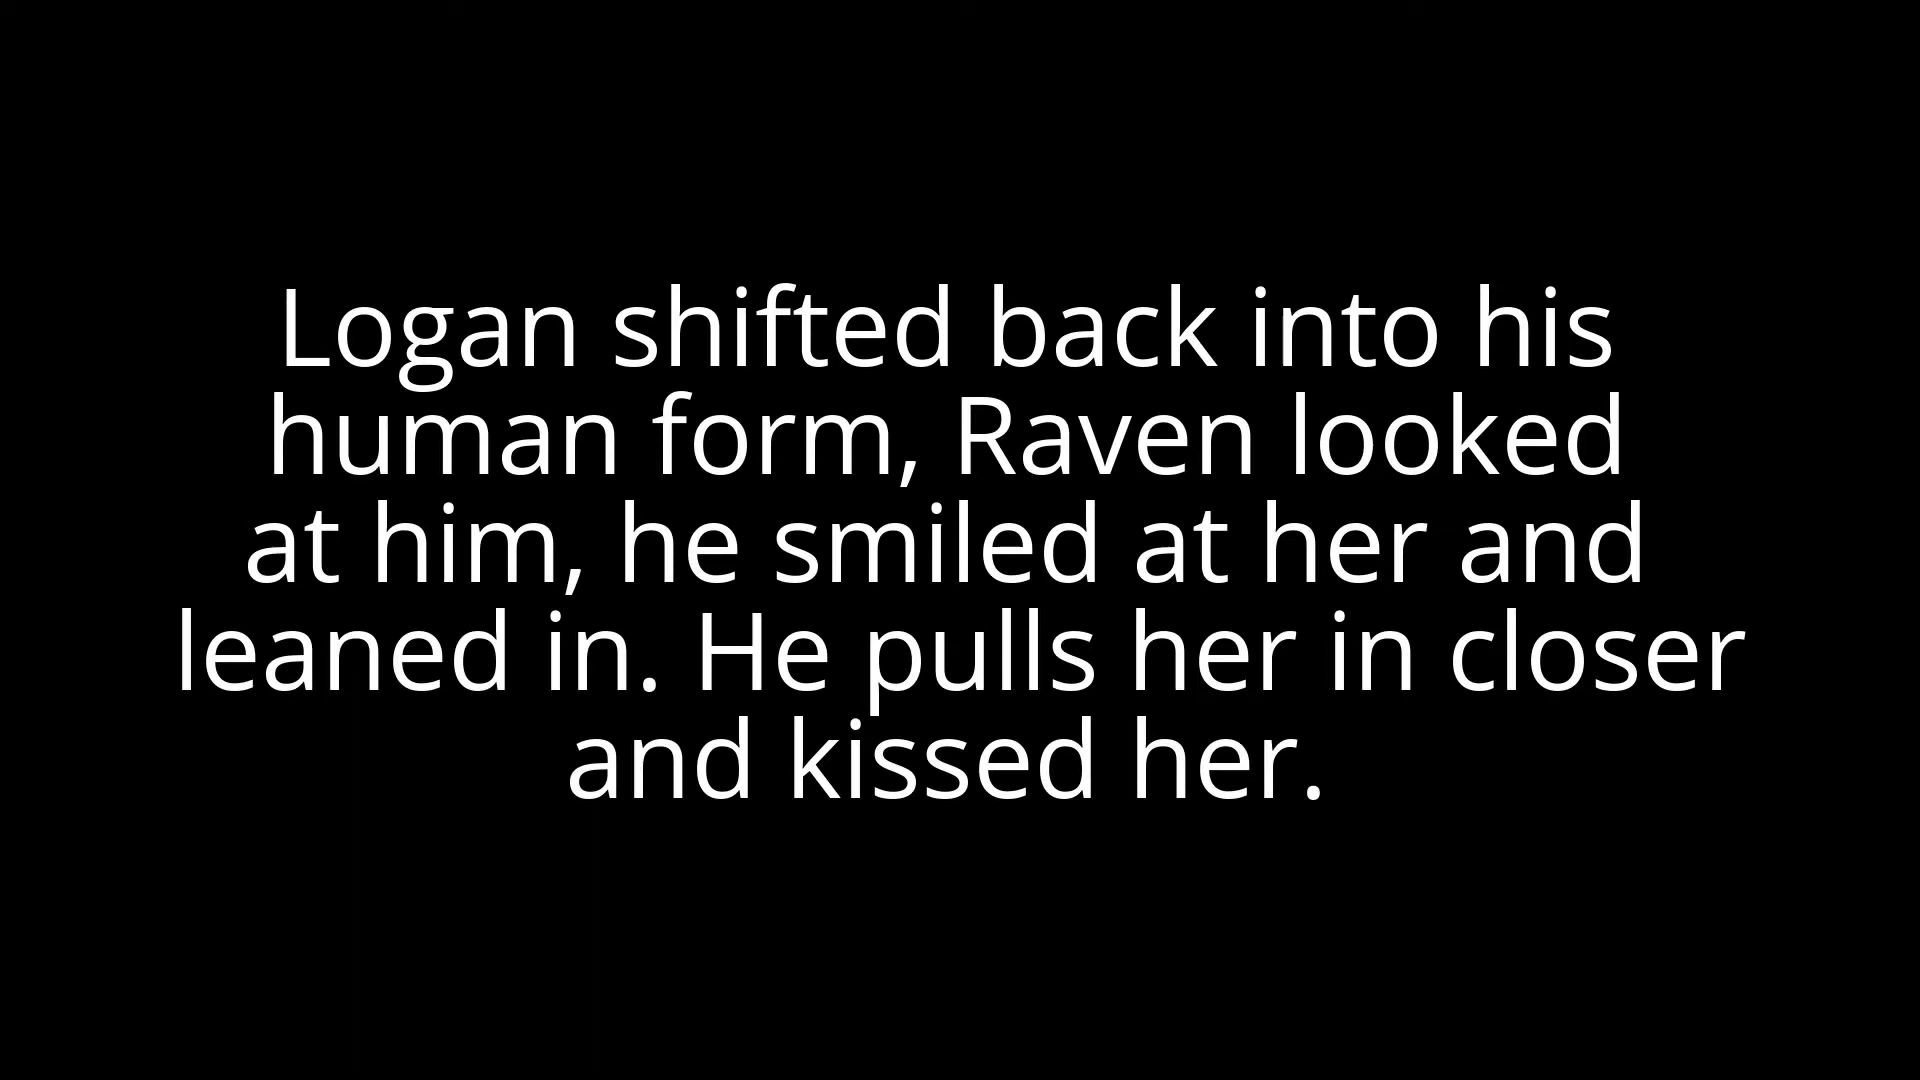 Logan shifted back into his
human form, Raven looked
at him, he smiled at her and
leaned in. He pulls her in closer
and kissed her.